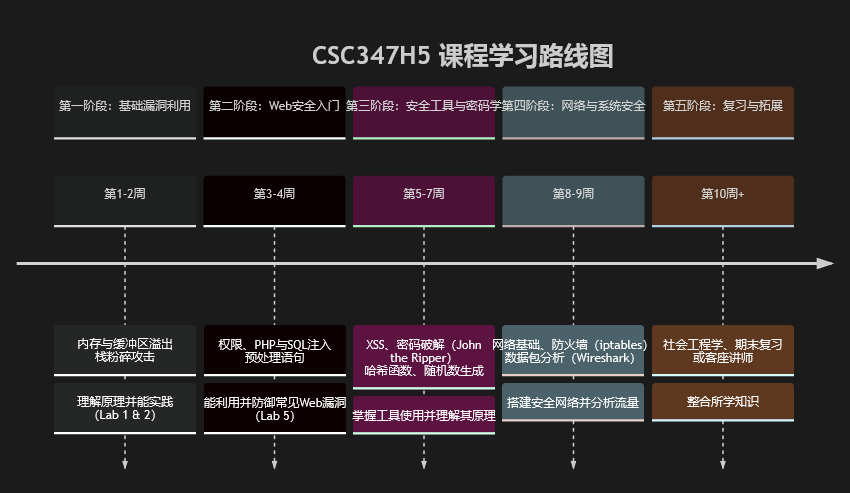 CSC347H5 课程学习路线图
第一阶段：基础漏洞利用
第二阶段：Web安全入门
第三阶段：安全工具与密码学
第四阶段：网络与系统安全
第五阶段：复习与拓展
第1-2周
第3-4周
第5-7周
第8-9周
第10周+
内存与缓冲区溢出
栈粉碎攻击
理解原理并能实践
（Lab 1 & 2）
权限、PHP与SQL注入
预处理语句
能利用并防御常见Web漏洞
（Lab 5）
XSS、密码破解（John
the Ripper）
哈希函数、随机数生成
掌握工具使用并理解其原理
网络基础、防火墙（iptables）
数据包分析（Wireshark）
搭建安全网络并分析流量
社会工程学、期末复习
或客座讲师
整合所学知识